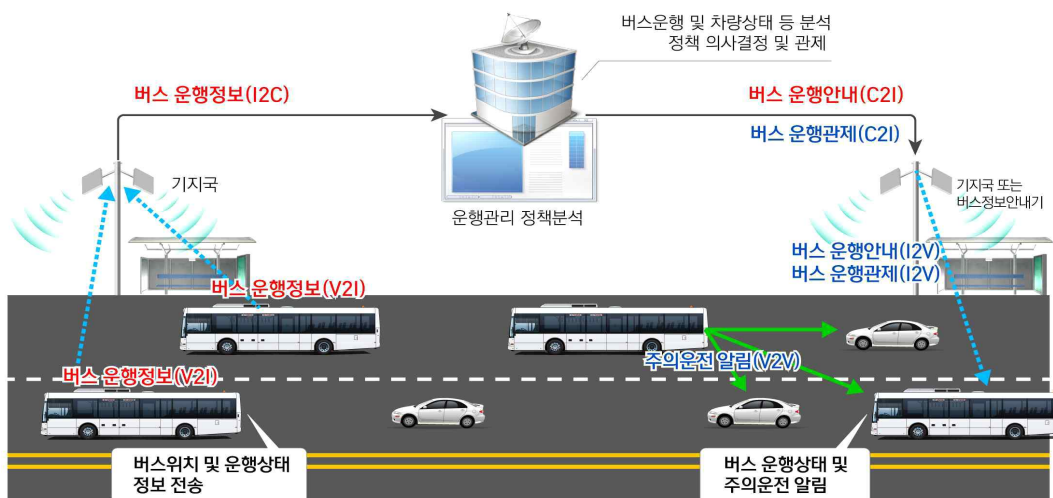 버스운행 및 차량상태 등 분석
정책 의사결정 및 관제
버스 운행정보(I2C)
버스 운행안내(C2I)
버스 운행관제(C2I)
기지국
운행관리 정책분석
기지국 또는
버스정보안내기
버스 운행안내(I2V)
버스 운행관제(I2V)
버스 운행정보(V2I)
주의운전 알림(V2V)
버스 운행정보(V2I)
버스위치 및 운행상태
정보 전송
버스 운행상태 및
주의운전 알림